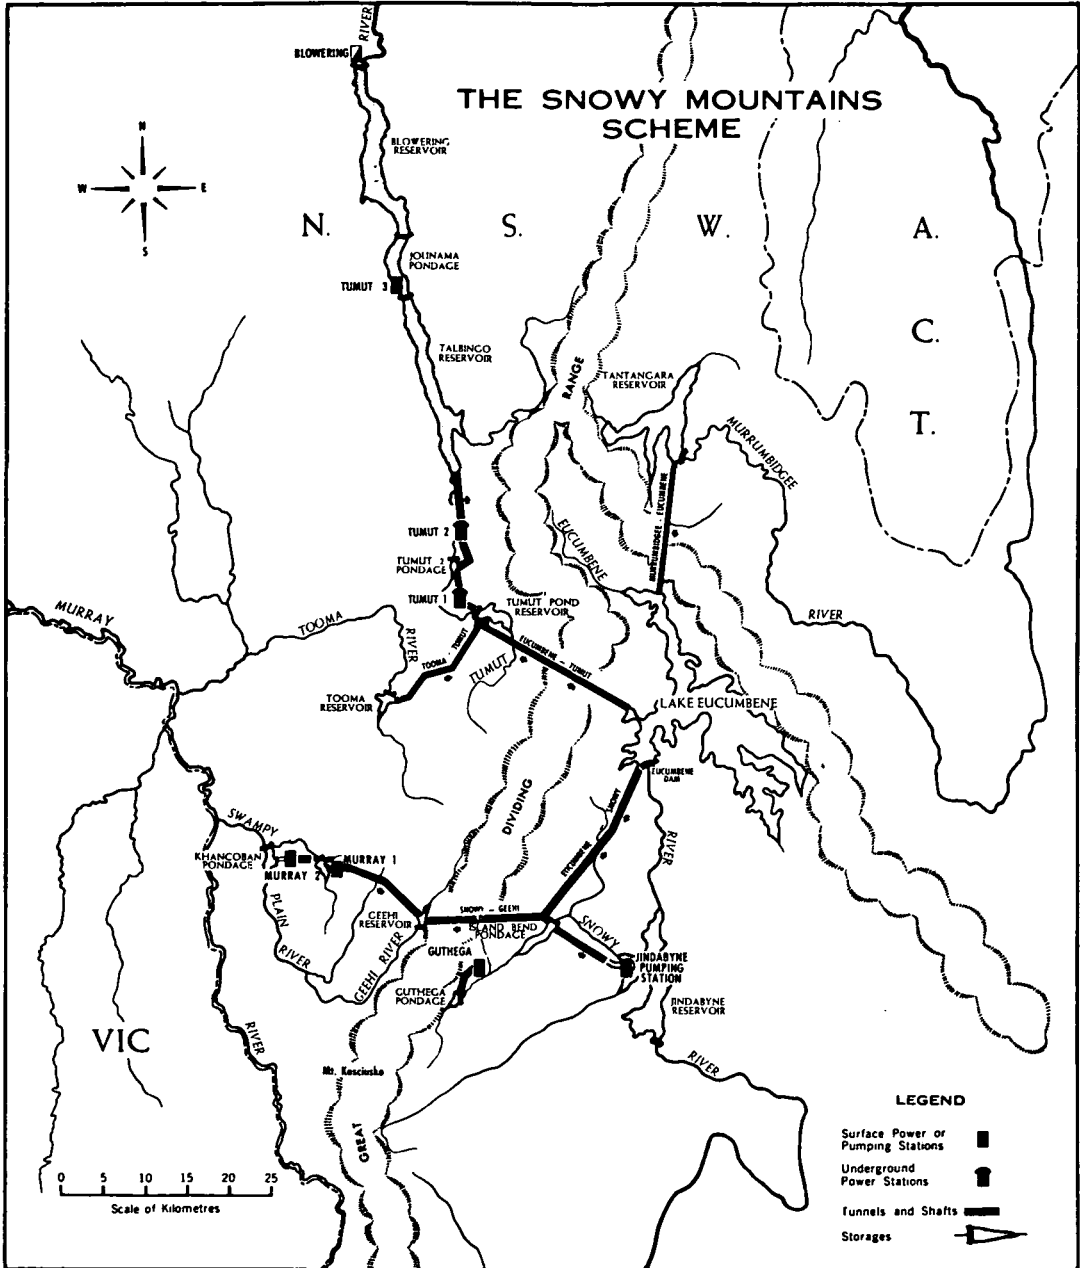 RIVER
BLOWERING
THE SNOWY MOUNTAINS
SCHEME
BLOWERING
RESERVOIR
N
W
E
S
N.
S.
W.
A.
JOUNAMA
PONDAGE
TUMUT 3
C.
TALBINGO
RESERVOIR
RANGE
TANTANGARA
RESERVOIR
T.
MURRUMBIDGEE
MURRUMBIDGEE - EUCUMBENE
TUMUT 2
EUCUMBENE
TUMUT 2
PONDAGE
TUMUT 1
TUMUT POND
RESERVOIR
MURRAY
TOOMA
RIVER
RIVER
TOOMA - TUMUT
TUMUT
EUCUMBENE - TUMUT
TOOMA
RESERVOIR
LAKE EUCUMBENE
EUCUMBENE
DAM
DIVIDING
EUCUMBENE
SNOWY
RIVER
SWAMPY
KHANCOBAN
PONDAGE
MURRAY 1
MURRAY 2
PLAIN
RIVER
GEEHI
RESERVOIR
GEEHI RIVER
SNOWY - GEEHI
ISLAND BEND
PONDAGE
SNOWY
GUTHEGA
GUTHEGA
PONDAGE
JINDABYNE
PUMPING
STATION
JINDABYNE
RESERVOIR
RIVER
VIC
RIVER
Mt. Kosciusko
GREAT
LEGEND
Surface Power or
Pumping Stations
Underground
Power Stations
Tunnels and Shafts
Storages
0 5 10 15 20 25
Scale of Kilometres